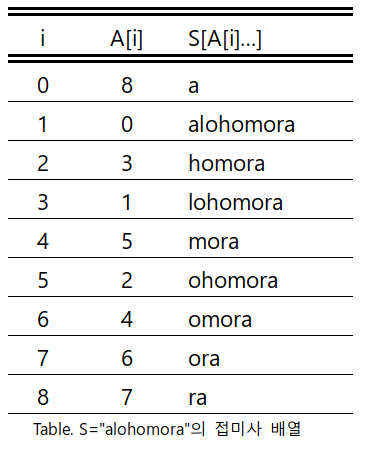 i A[i] S[A[i]...]
0 8 a
1 0 alohomora
2 3 homora
3 1 lohomora
4 5 mora
5 2 ohomora
6 4 omora
7 6 ora
8 7 ra
Table. S="alohomora"의 접미사 배열